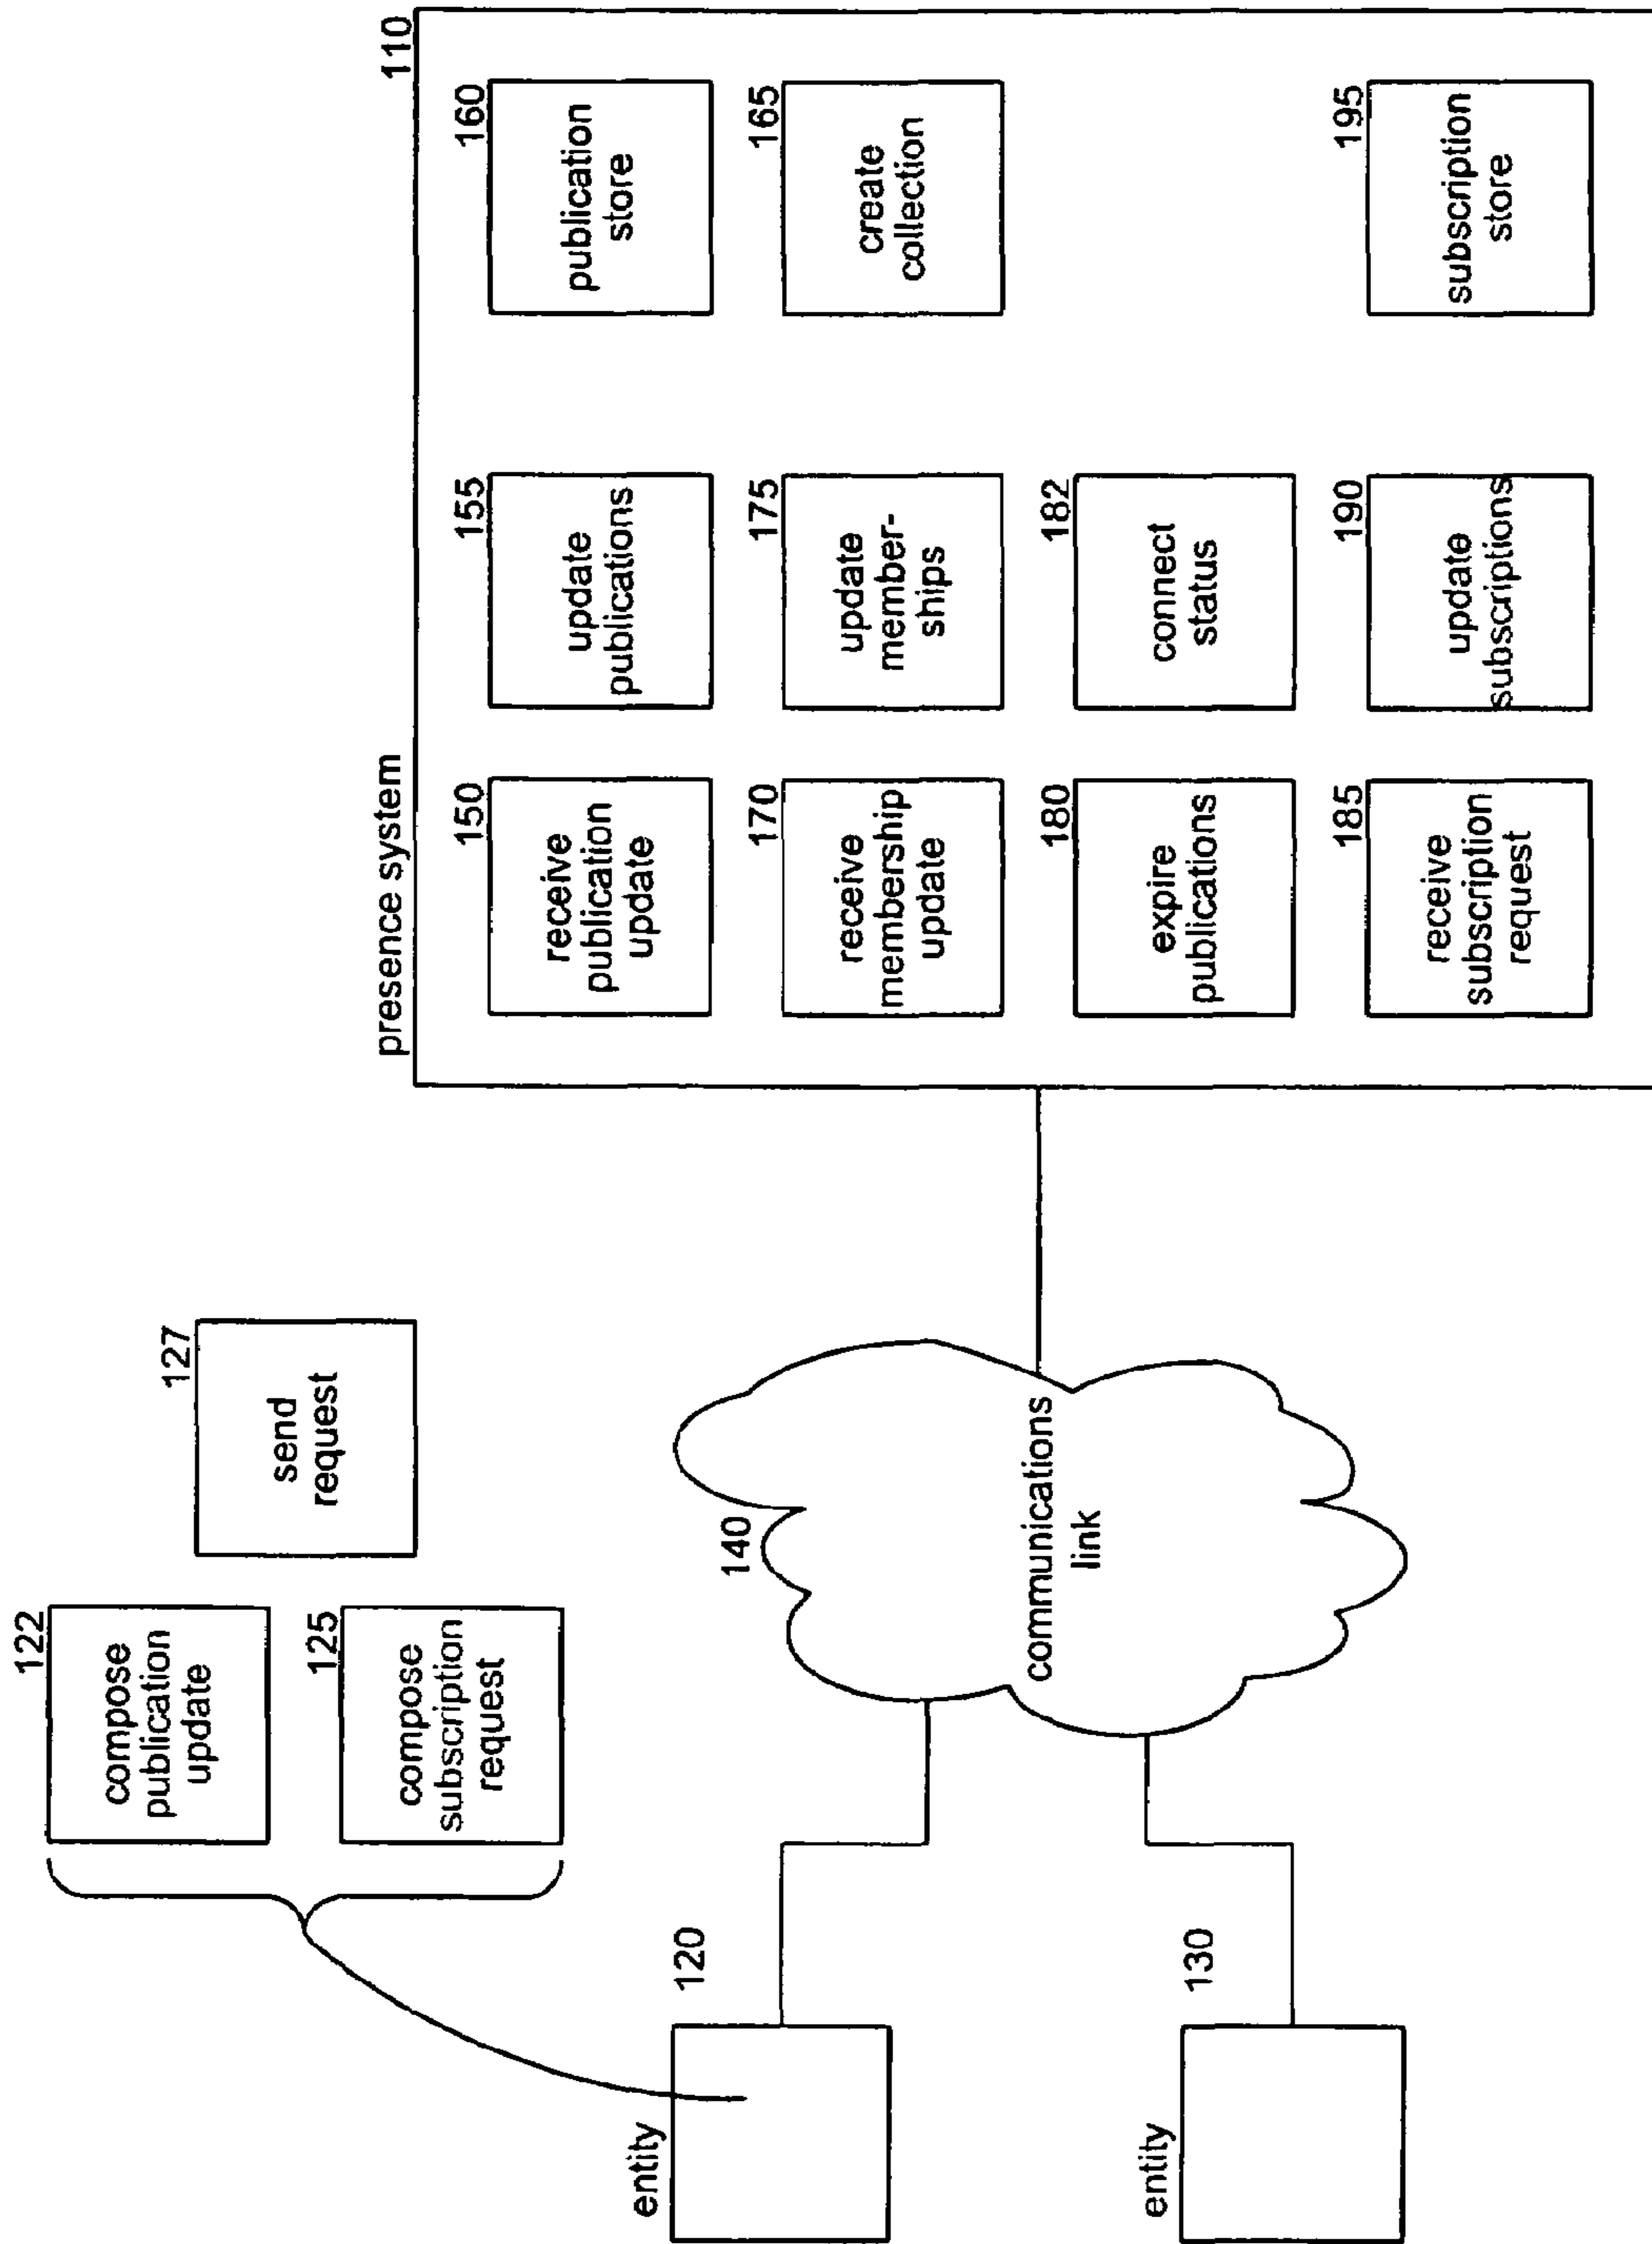 122
compose
publication
update
125
compose
subscription
request
127
send
request
entity
120
entity
130
140
communications
link
presence system
110
150
receive
publication
update
155
update
publications
160
publication
store
170
receive
membership
update
175
update
member-
ships
165
create
collection
180
expire
publications
182
connect
status
185
receive
subscription
request
190
update
subscriptions
195
subscription
store